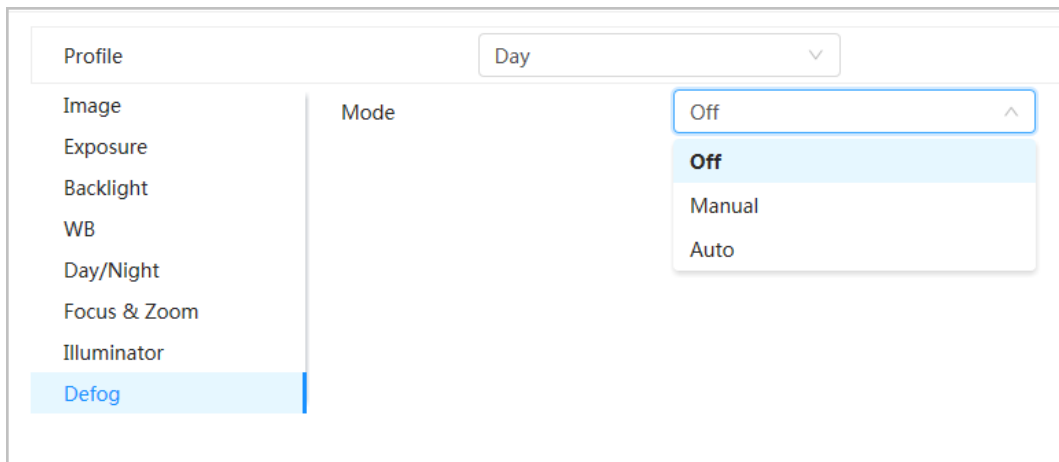 Profile Day
Image
Mode Off
Exposure
Off
Backlight
Manual
WB
Auto
Day/Night
Focus & Zoom
Illuminator
Defog